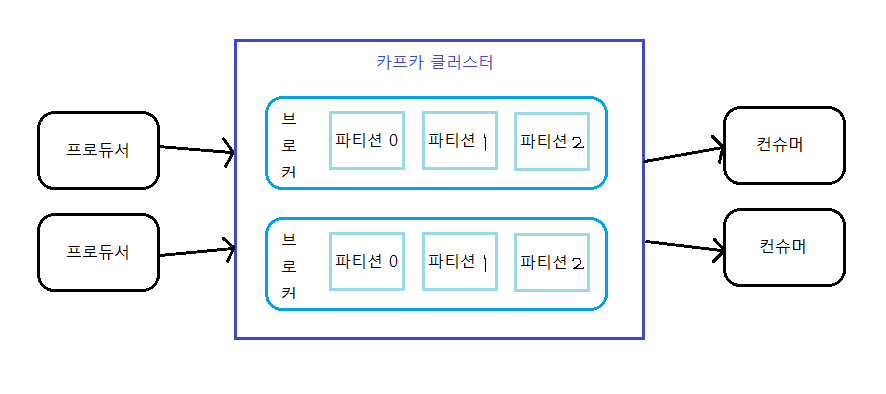 카프카 클러스터
프로듀서
브
로
커
파티션 0
파티션 1
파티션 2
컨슈머
프로듀서
브
로
커
파티션 0
파티션 1
파티션 2
컨슈머